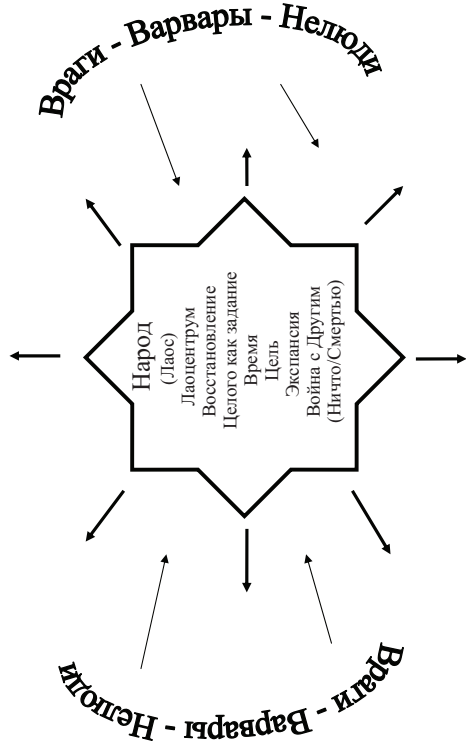 Враги - Варвары - Нелюди
Народ
(Лаос)
Лаоцентрум
Восстановление
Целого как задание
Время
Цель
Экспансия
Война с Другим
(Ничто/Смертью)
Враги - Варвары - Нелюди